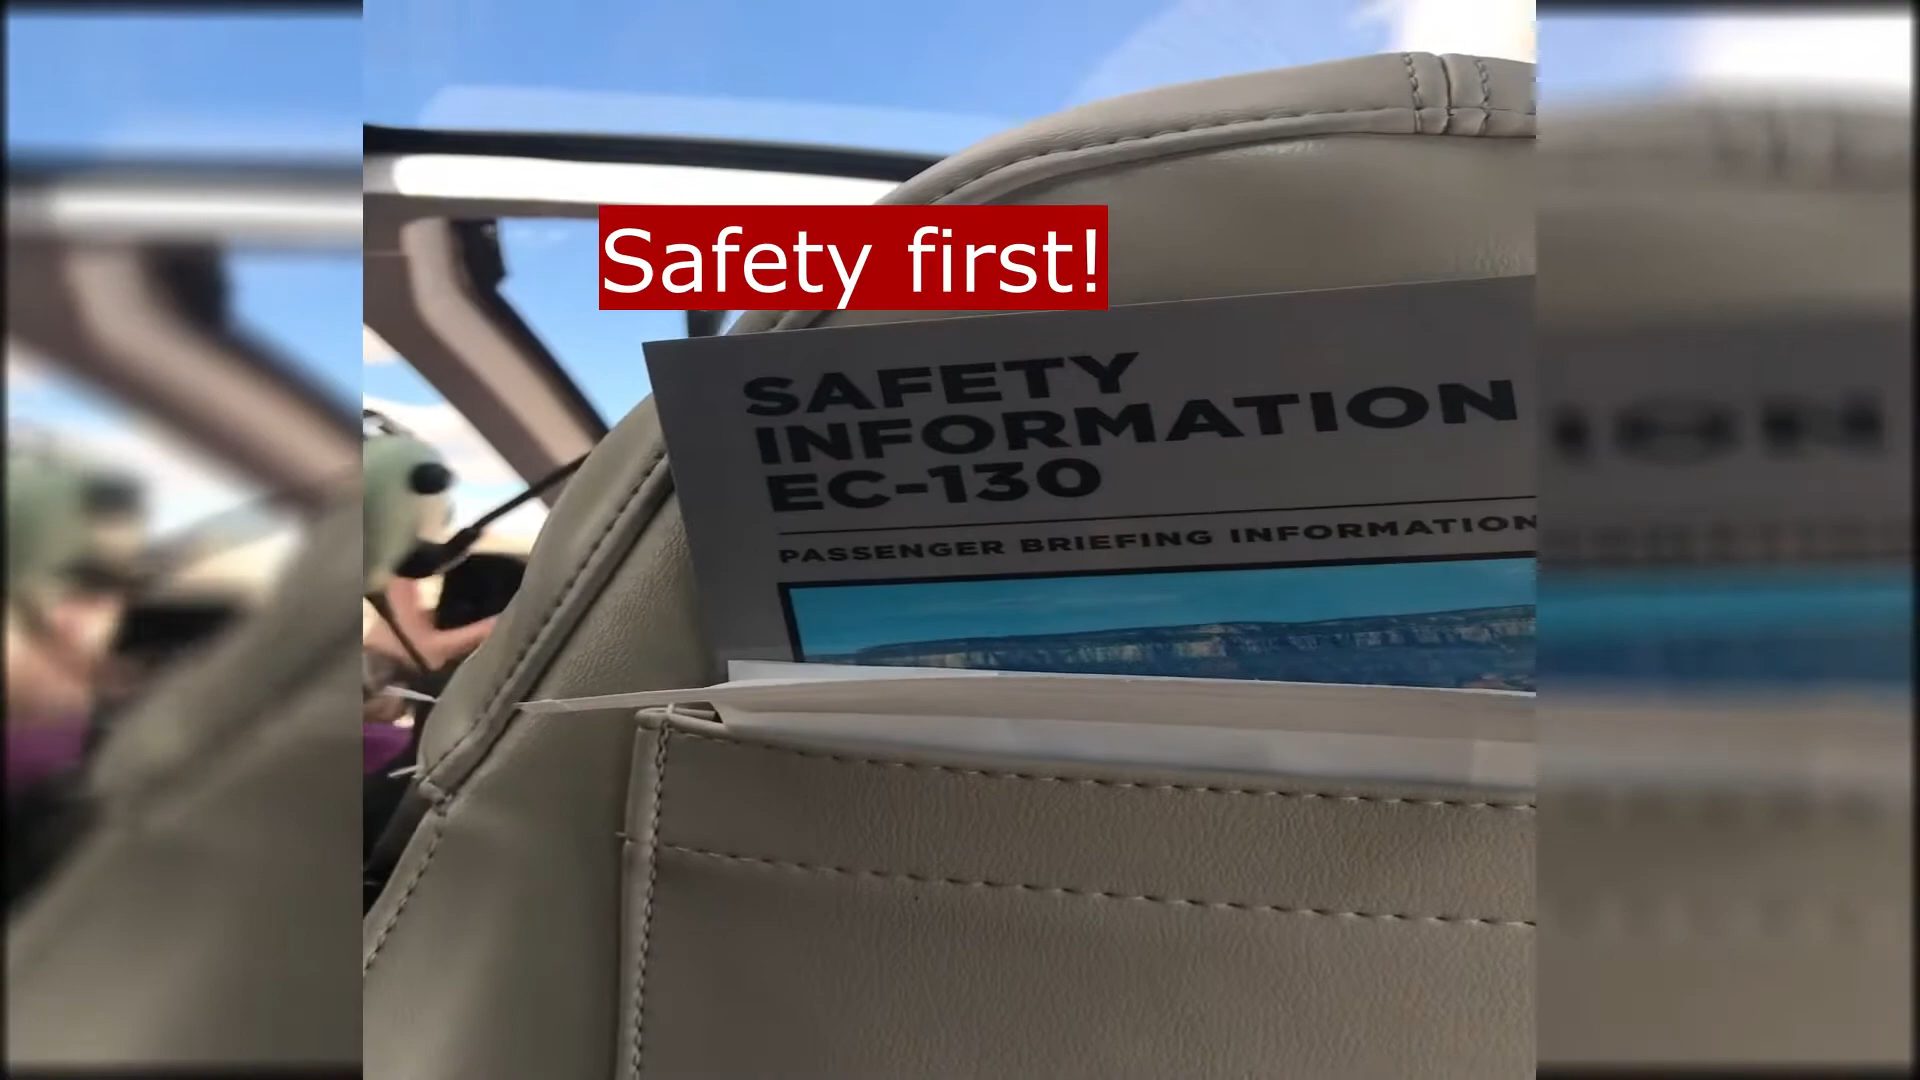 Safety first!
SAFETY
INFORMATION
EC-130
PASSENGER BRIEFING INFORMATION